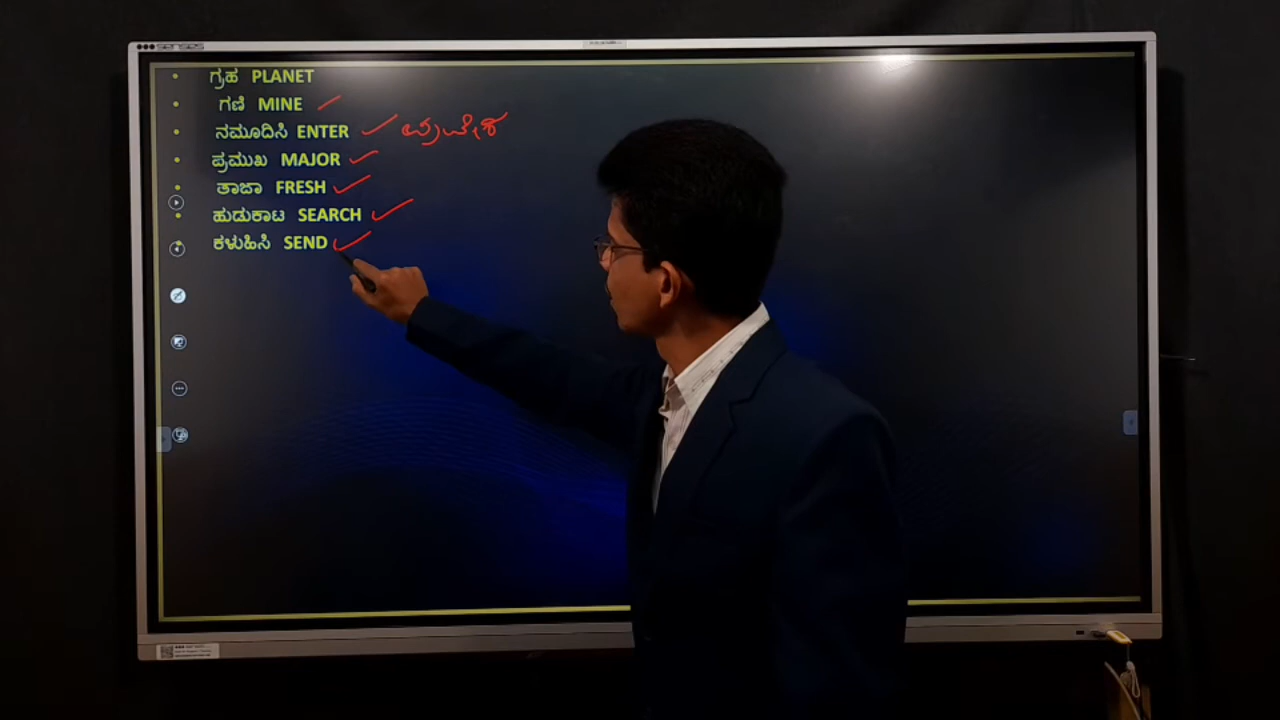 ಗ್ರಹ PLANET
ಗಣಿ MINE
ನಮೂದಿಸಿ ENTER ಪ್ರವೇಶ
ಪ್ರಮುಖ MAJOR
ತಾಜಾ FRESH
ಹುಡುಕಾಟ SEARCH
ಕಳುಹಿಸಿ SEND